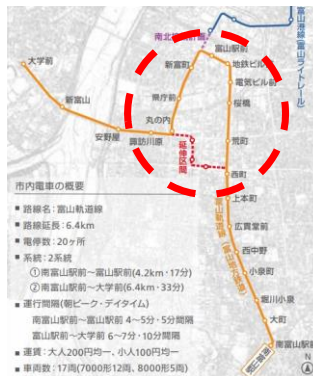 富山港線(富山ライトレール)
富山駅前
大学前
新富町
地鉄ビル前
電気ビル前
新富山
県庁前
桜橋
丸の内
安野屋
諏訪川原
延伸区間
荒町
西町
上本町
広貫堂前
西中野
小泉町
堀川小泉
大町
南富山駅前
市内電車の概要
■ 路線名:富山軌道線
■ 路線延長:6.4km
■ 電停数:20ヶ所
■ 系統:2系統
①南富山駅前～富山駅前(4.2km・17分)
②南富山駅前～大学前(6.4km・33分)
■ 運行間隔(朝ピーク・デイタイム)
南富山駅前～富山駅前 4～5分・5分間隔
富山駅前～大学前 6～7分・10分間隔
■ 運賃:大人200円均一、小人100円均一
■ 車両数:17両(7000形12両、8000形5両)
N